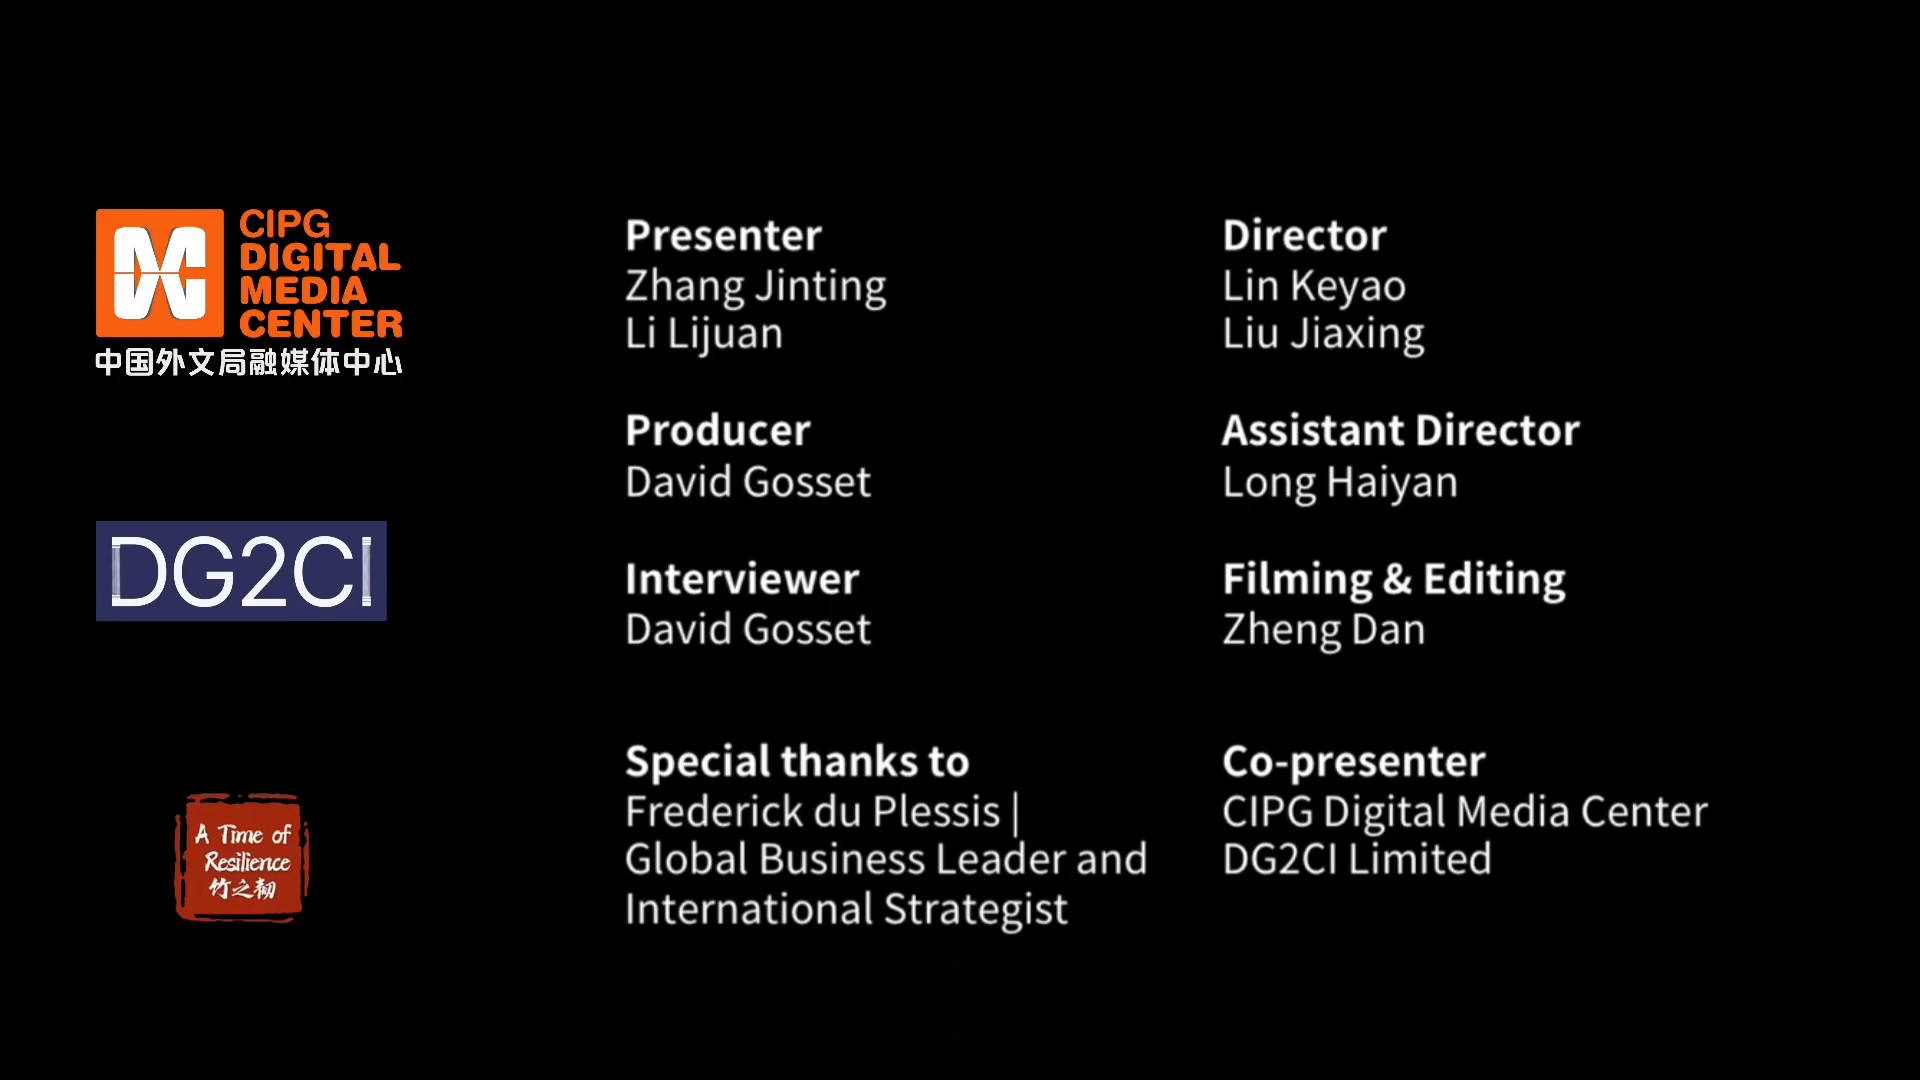 CIPG
DIGITAL
MEDIA
CENTER
中国外文局融媒体中心
DG2CI
A Time of
Resilience
竹之韧
Presenter
Zhang Jinting
Li Lijuan
Producer
David Gosset
Interviewer
David Gosset
Special thanks to
Frederick du Plessis |
Global Business Leader and
International Strategist
Director
Lin Keyao
Liu Jiaxing
Assistant Director
Long Haiyan
Filming & Editing
Zheng Dan
Co-presenter
CIPG Digital Media Center
DG2CI Limited